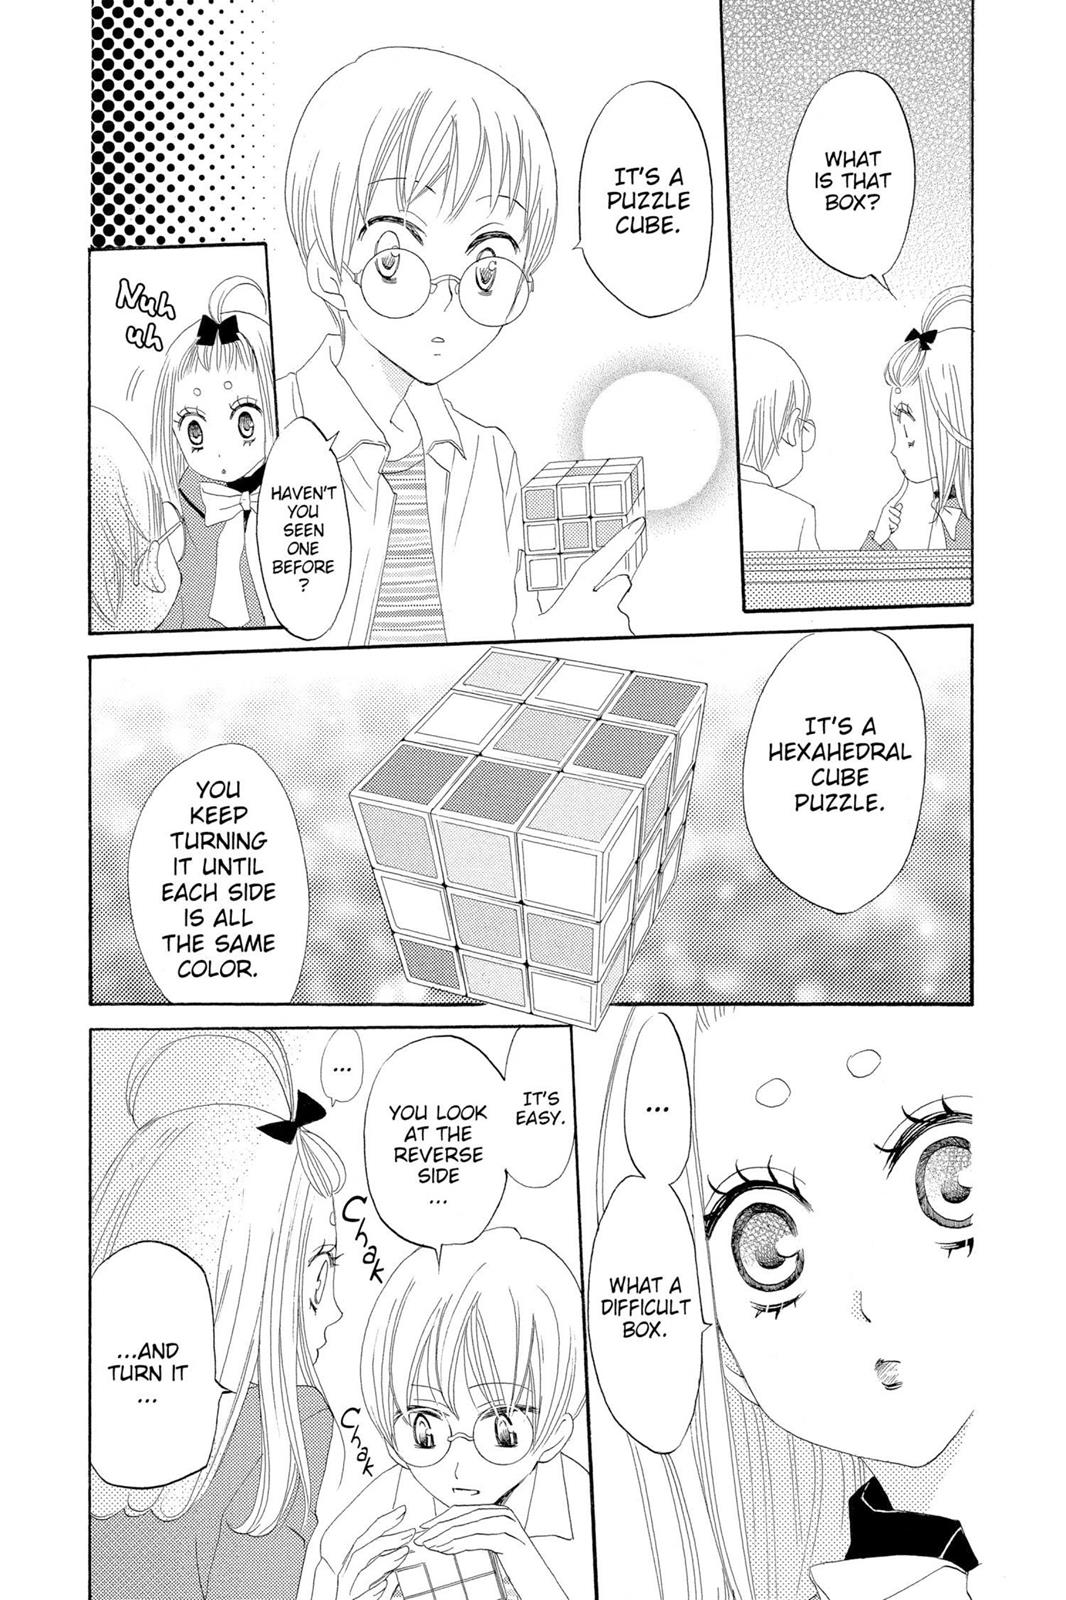 WHAT
IS THAT
BOX?
IT'S A
PUZZLE
CUBE.
HAVEN'T
YOU
SEEN
ONE
BEFORE
?
Nuh
uh
IT'S A
HEXAHEDRAL
CUBE
PUZZLE.
YOU
KEEP
TURNING
IT UNTIL
EACH SIDE
IS ALL
THE SAME
COLOR.
...
WHAT A
DIFFICULT
BOX.
IT'S
EASY.
YOU LOOK
AT THE
REVERSE
SIDE
...
...
Chak
...AND
TURN IT
...
Chak